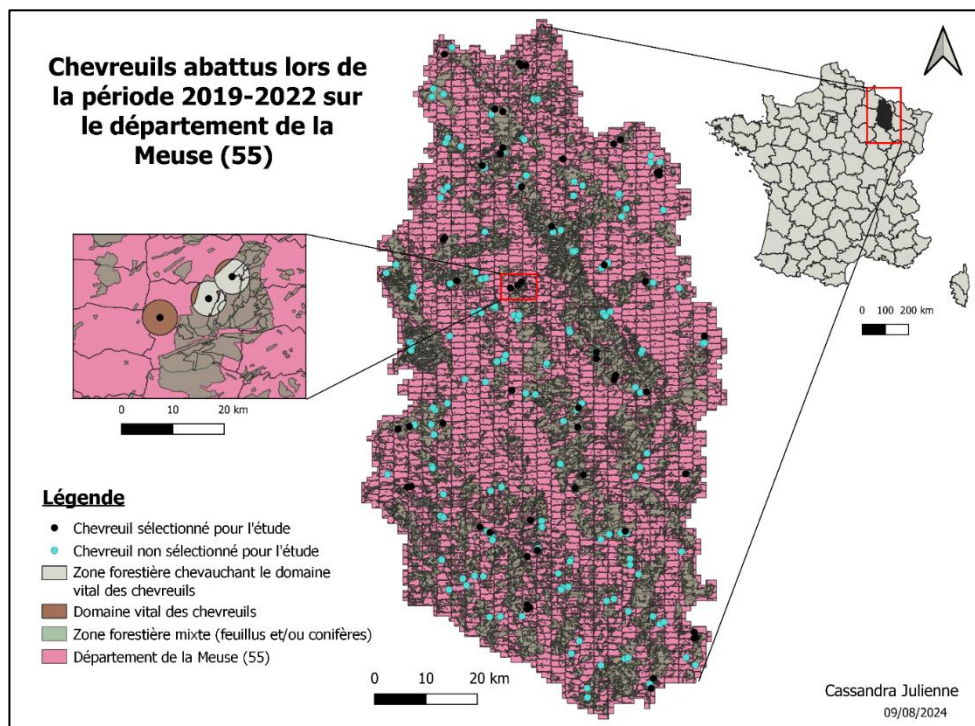 Chevreuils abattus lors de
la période 2019-2022 sur
le département de la
Meuse (55)
0 100 200 km
0 10 20 km
Légende
Chevreuil sélectionné pour l'étude
Chevreuil non sélectionné pour l'étude
Zone forestière chevauchant le domaine
vital des chevreuils
Domaine vital des chevreuils
Zone forestière mixte (feuillus et/ou conifères)
Département de la Meuse (55)
0 10 20 km
Cassandra Julienne
09/08/2024